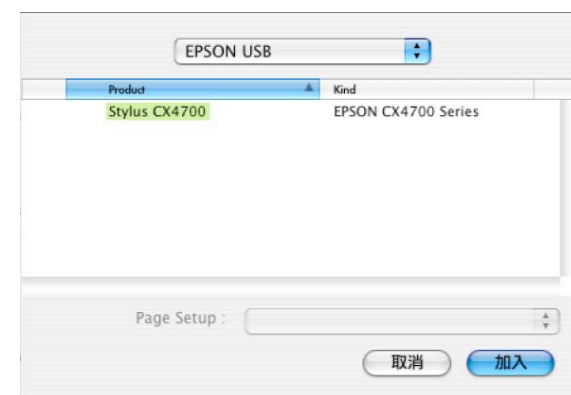 EPSON USB
Product Kind
Stylus CX4700 EPSON CX4700 Series
Page Setup :
取消 加入